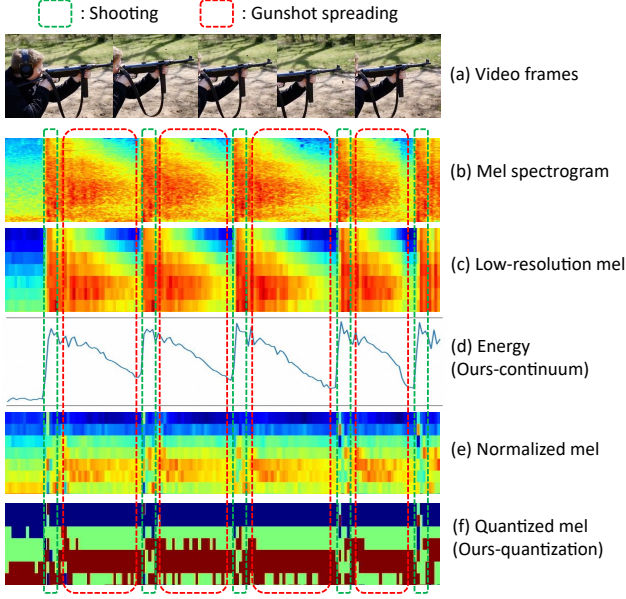 : Shooting
: Gunshot spreading
(a) Video frames
(b) Mel spectrogram
(c) Low-resolution mel
(d) Energy
(Ours-continuum)
(e) Normalized mel
(f) Quantized mel
(Ours-quantization)